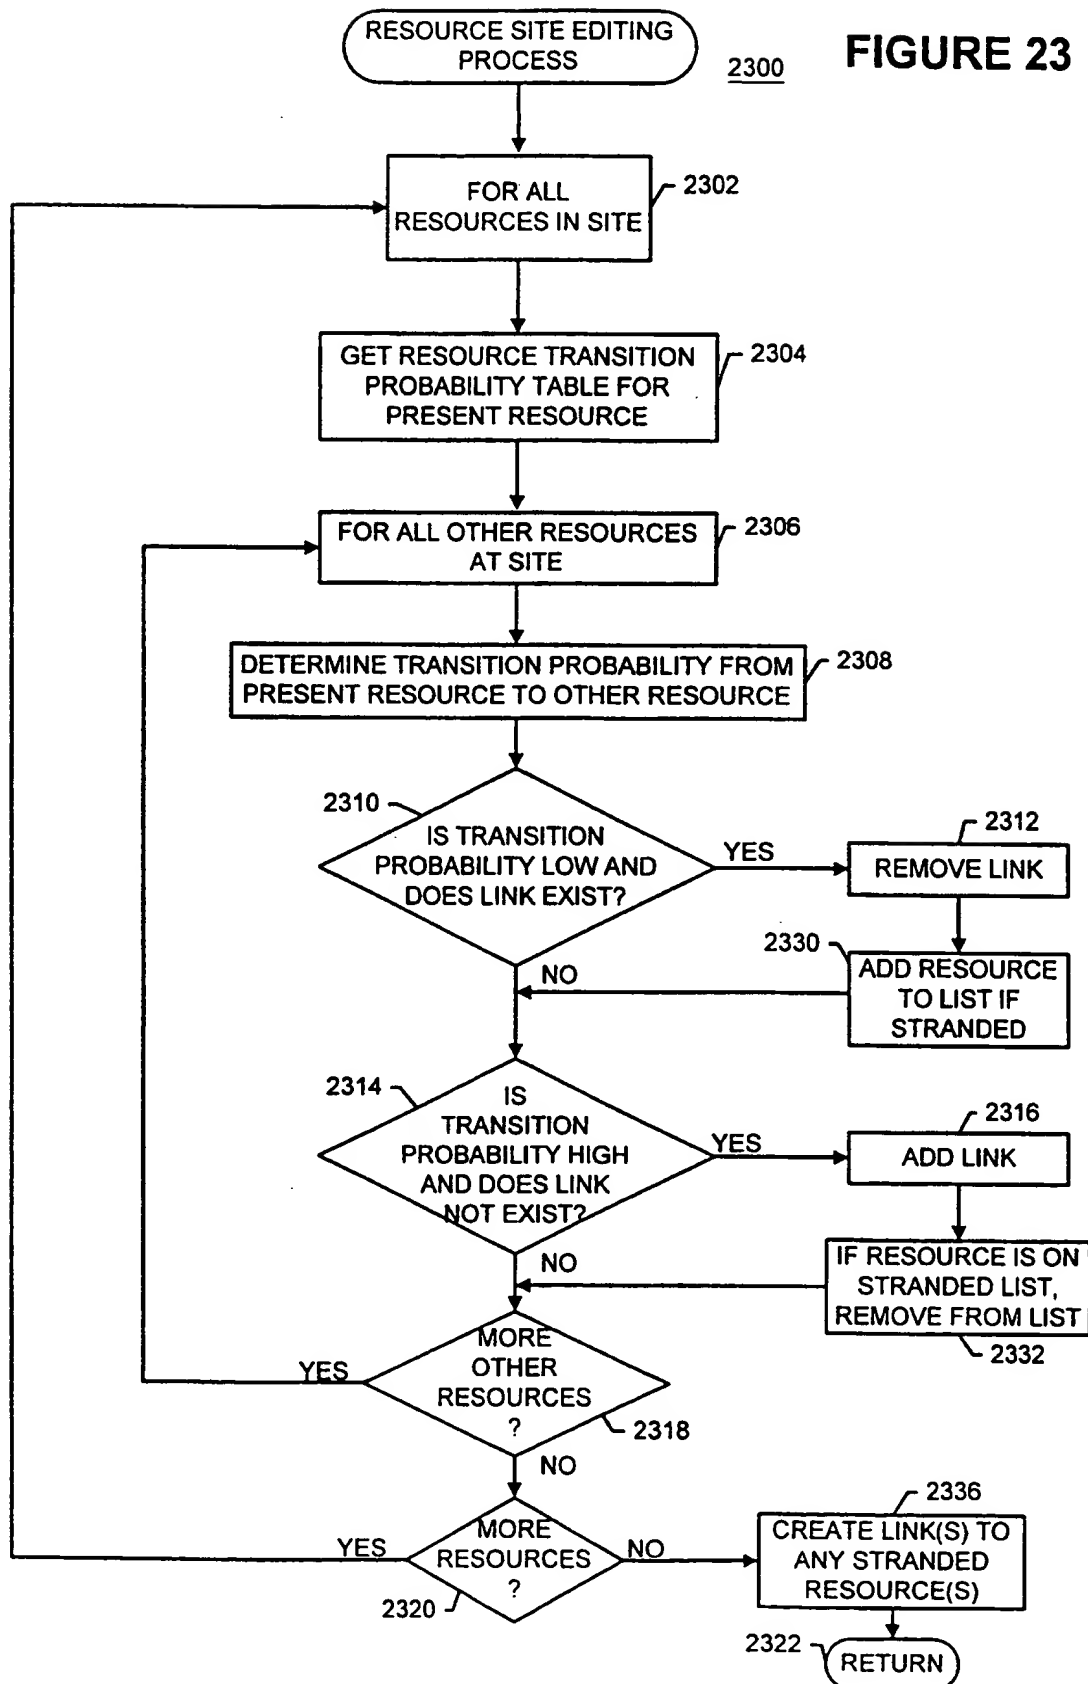 RESOURCE SITE EDITING
PROCESS
2300
FIGURE 23
FOR ALL
RESOURCES IN SITE
2302
GET RESOURCE TRANSITION
PROBABILITY TABLE FOR
PRESENT RESOURCE
2304
FOR ALL OTHER RESOURCES
AT SITE
2306
DETERMINE TRANSITION PROBABILITY FROM
PRESENT RESOURCE TO OTHER RESOURCE
2308
2310
IS TRANSITION
PROBABILITY LOW AND
DOES LINK EXIST?
YES
2312
REMOVE LINK
NO
2330
ADD RESOURCE
TO LIST IF
STRANDED
2314
IS
TRANSITION
PROBABILITY HIGH
AND DOES LINK
NOT EXIST?
YES
2316
ADD LINK
NO
IF RESOURCE IS ON
STRANDED LIST,
REMOVE FROM LIST
2332
YES
MORE
OTHER
RESOURCES
?
2318
NO
YES
MORE
RESOURCES
?
2320
NO
2336
CREATE LINK(S) TO
ANY STRANDED
RESOURCE(S)
2322
RETURN